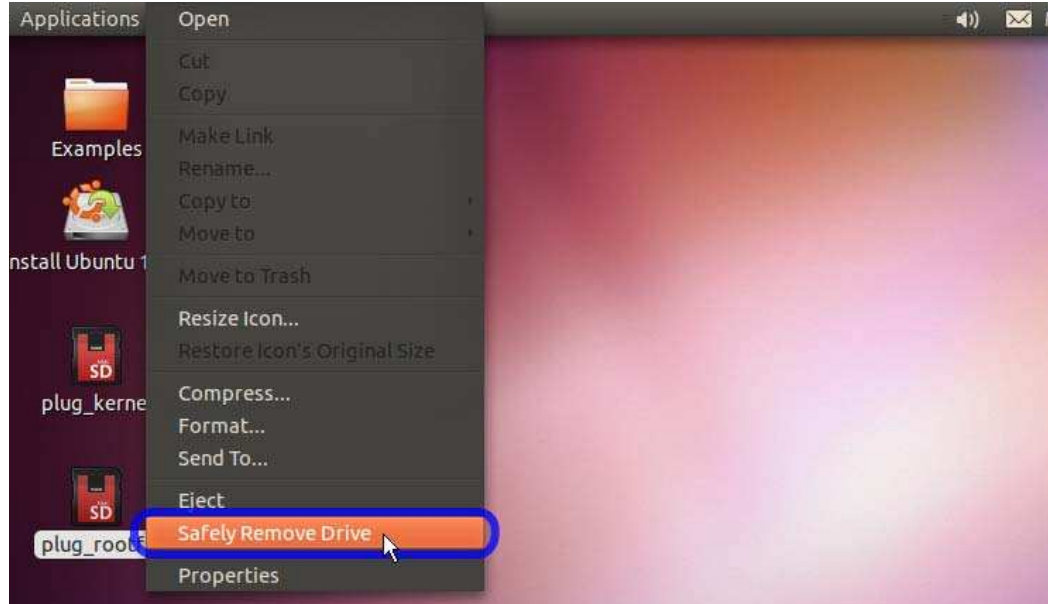 Applications
Open
Cut
Copy
Make Link
Rename...
Copy to
Move to
Move to Trash
Resize Icon...
Restore Icon's Original Size
Compress...
Format...
Send To...
Eject
Safely Remove Drive
Properties
Examples
nstall Ubuntu 1
SD
plug_kerne
SD
plug_rootf